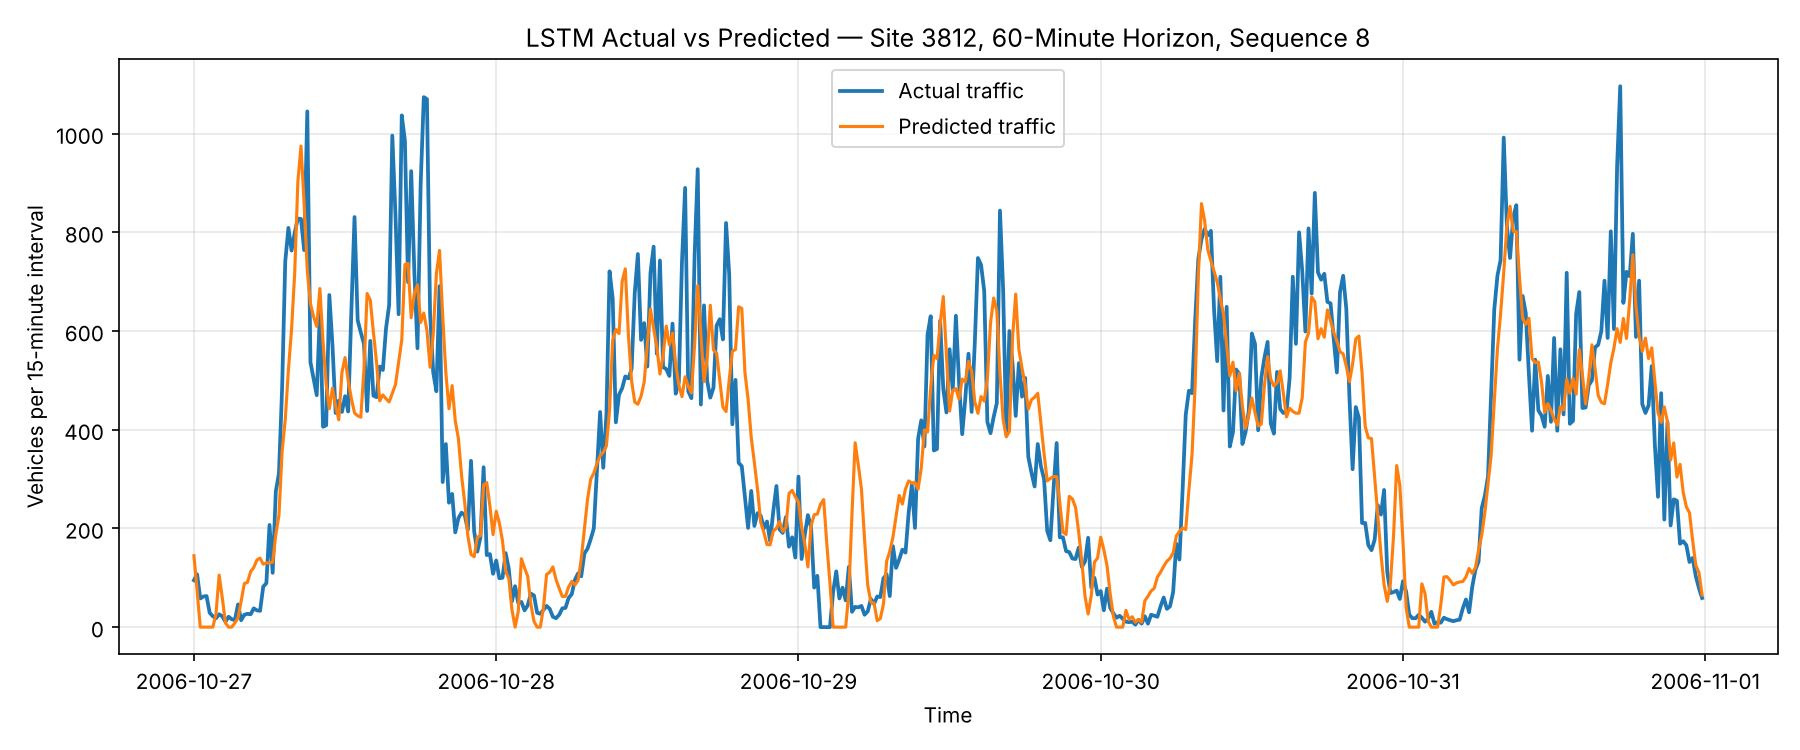 LSTM Actual vs Predicted — Site 3812, 60-Minute Horizon, Sequence 8
Actual traffic
Predicted traffic
Vehicles per 15-minute interval
1000
800
600
400
200
0
2006-10-27 2006-10-28 2006-10-29 2006-10-30 2006-10-31 2006-11-01
Time